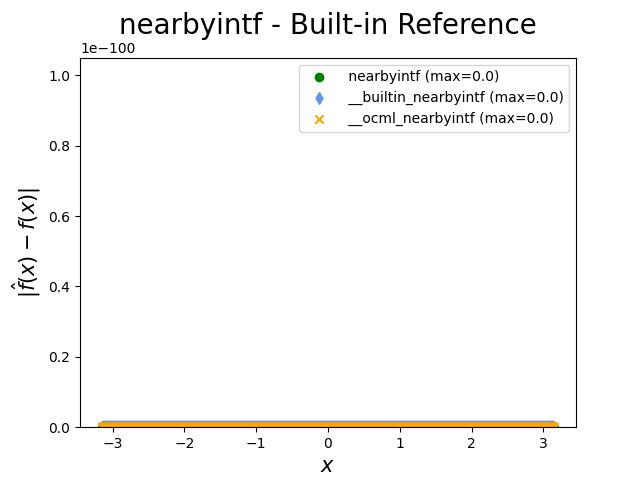 nearbyintf - Built-in Reference
1e−100
1.0
0.8
0.6
0.4
0.2
0.0
|f̂(x) − f(x)|
nearbyintf (max=0.0)
__builtin_nearbyintf (max=0.0)
__ocml_nearbyintf (max=0.0)
−3 −2 −1 0 1 2 3
x